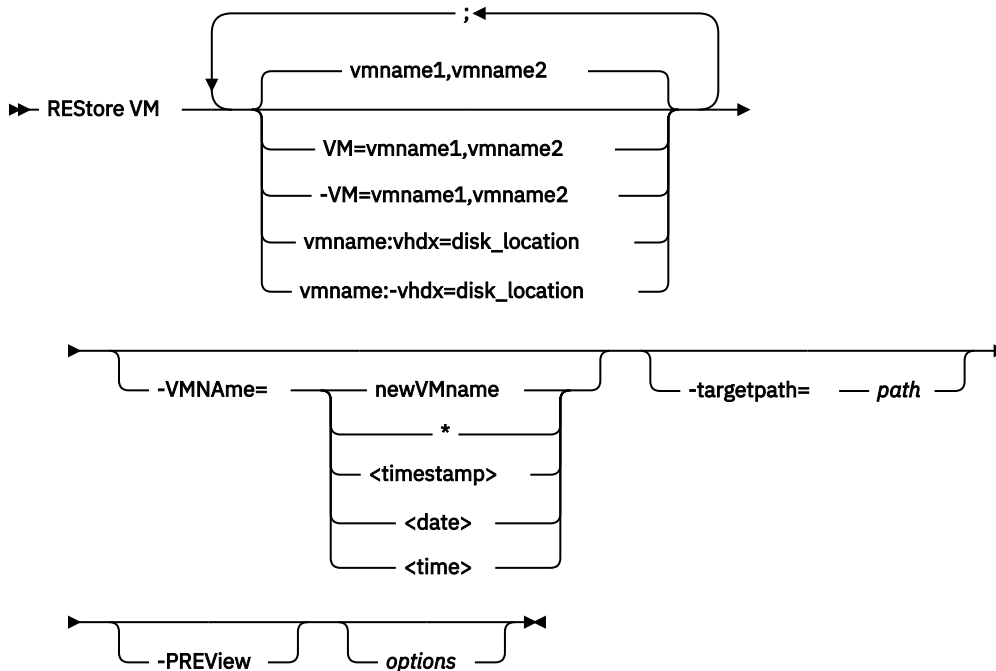 ;
vmname1,vmname2
REStore VM
VM=vmname1,vmname2
-VM=vmname1,vmname2
vmname:vhdx=disk_location
vmname:-vhdx=disk_location
-VMNAme= newVMname -targetpath= path
*
<timestamp>
<date>
<time>
-PREView options